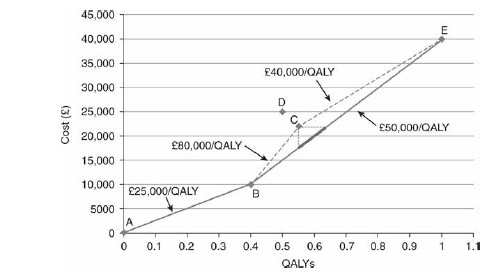 45,000
40,000
35,000
30,000
25,000
20,000
15,000
10,000
5000
0
Cost (£)
E
£40,000/QALY
D
C
£50,000/QALY
£80,000/QALY
£25,000/QALY
B
A
0 0.1 0.2 0.3 0.4 0.5 0.6 0.7 0.8 0.9 1 1.1
QALYs